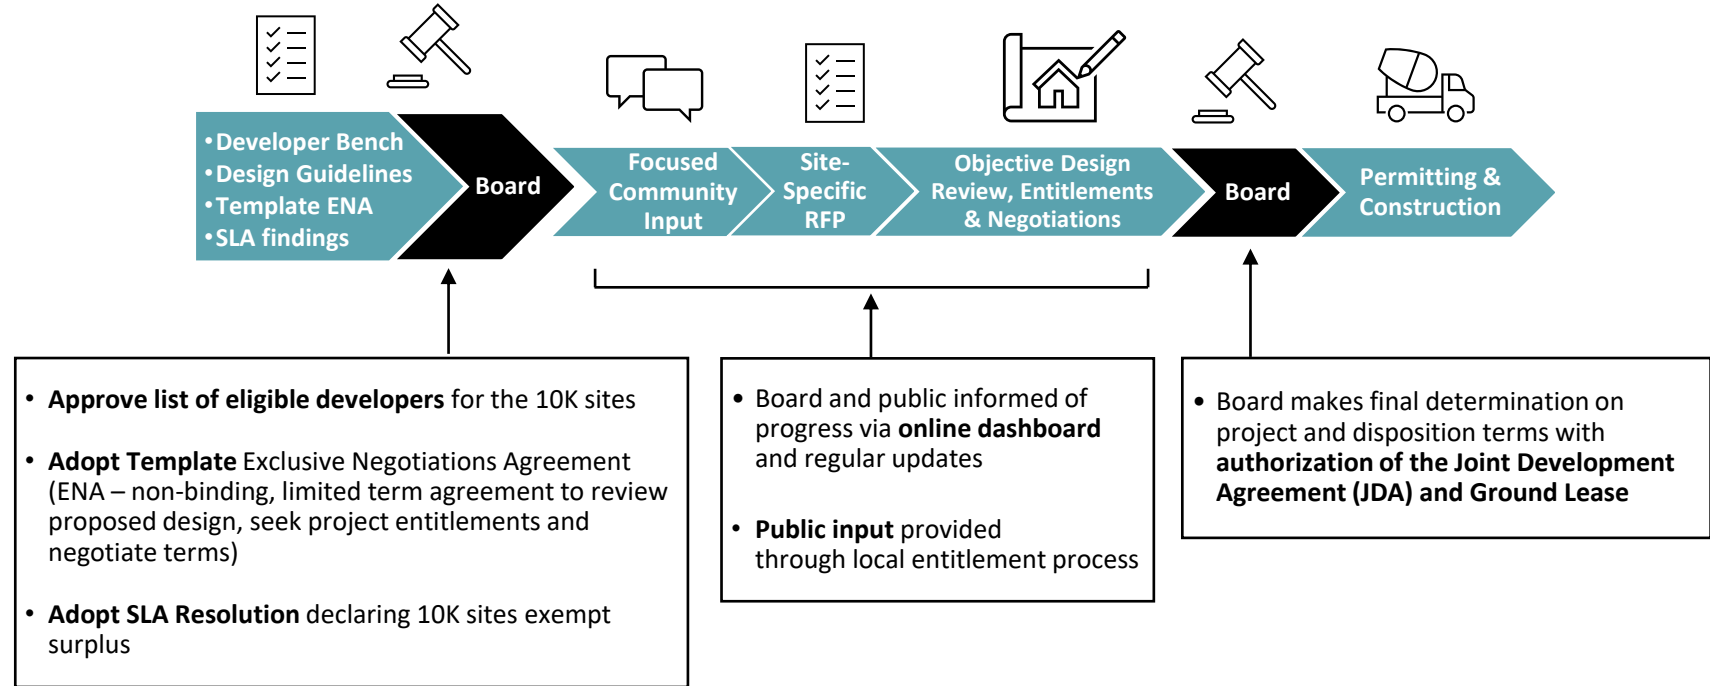 •Developer Bench
•Design Guidelines
•Template ENA
•SLA findings
Board
Focused
Community
Input
Site-
Specific
RFP
Objective Design
Review, Entitlements
& Negotiations
Board
Permitting &
Construction
• Approve list of eligible developers for the 10K sites
• Adopt Template Exclusive Negotiations Agreement
(ENA – non-binding, limited term agreement to review
proposed design, seek project entitlements and
negotiate terms)
• Adopt SLA Resolution declaring 10K sites exempt
surplus
• Board and public informed of
progress via online dashboard
and regular updates
• Public input provided
through local entitlement process
• Board makes final determination on
project and disposition terms with
authorization of the Joint Development
Agreement (JDA) and Ground Lease